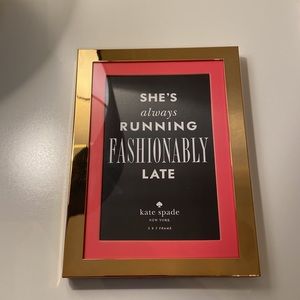 SHE'S
always
RUNNING
FASHIONABLY
LATE
kate spade
NEW YORK
5 X 7 FRAME